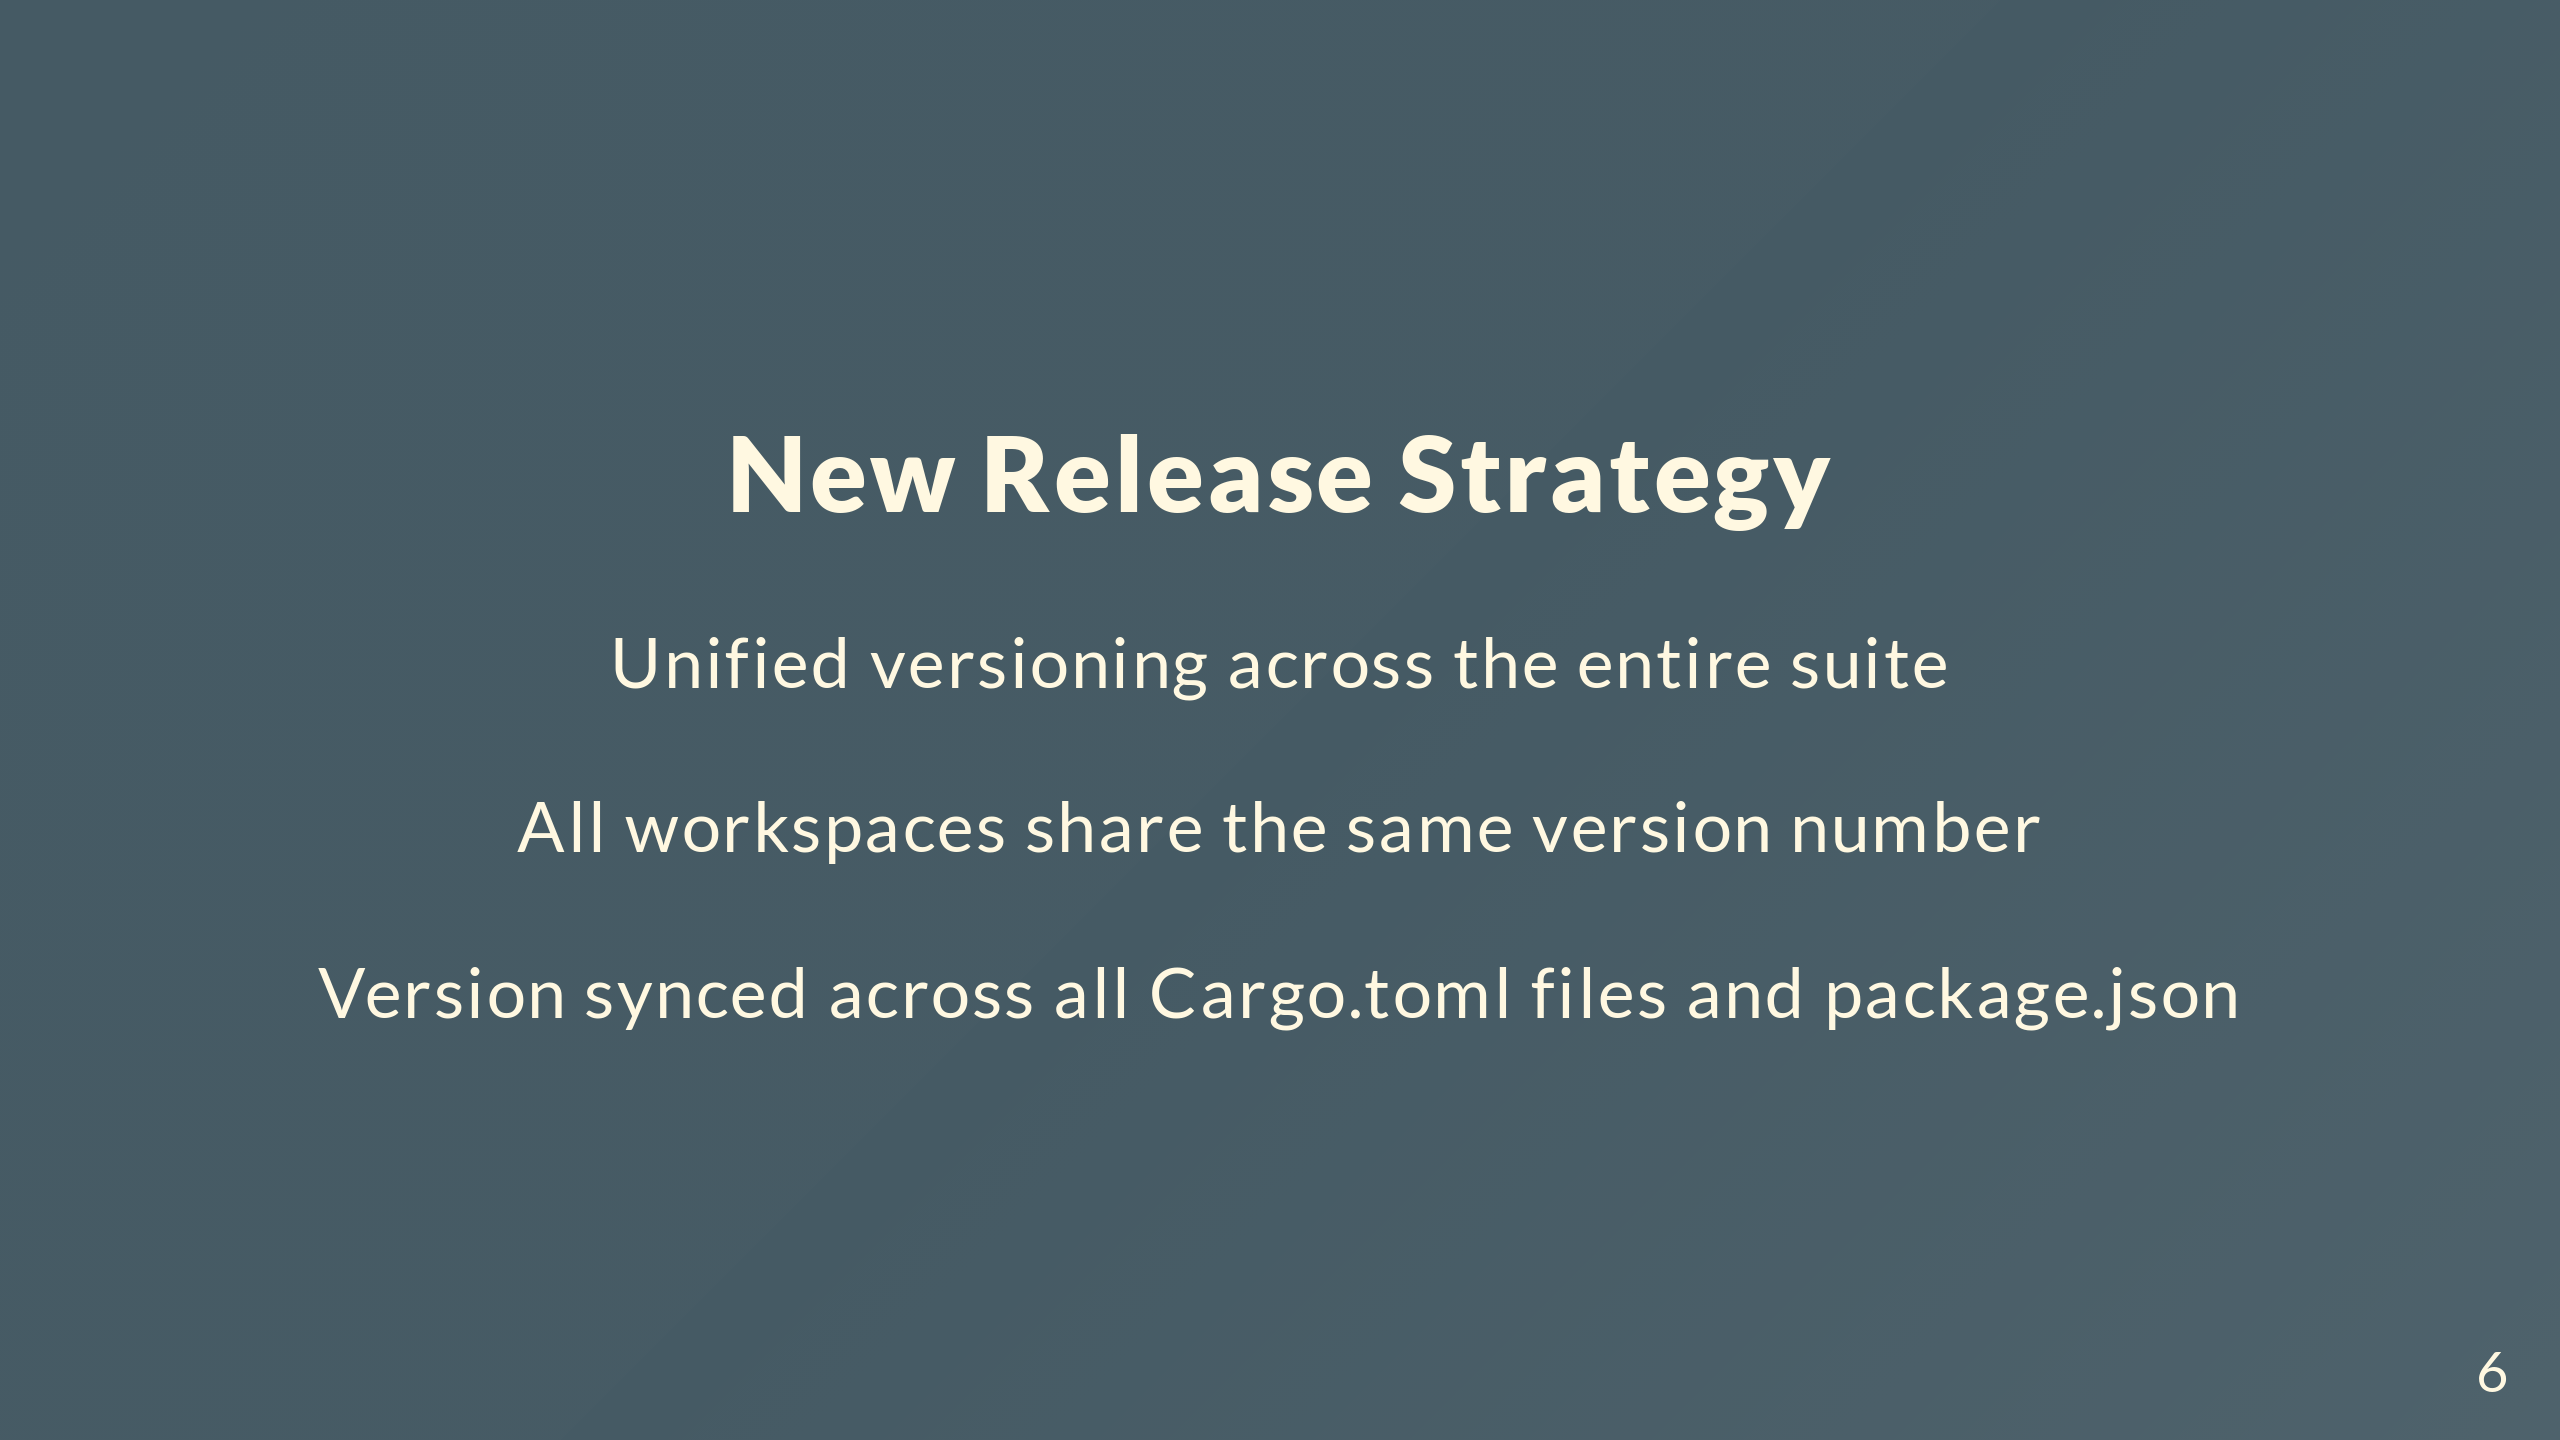 New Release Strategy
Unified versioning across the entire suite
All workspaces share the same version number
Version synced across all Cargo.toml files and package.json
6